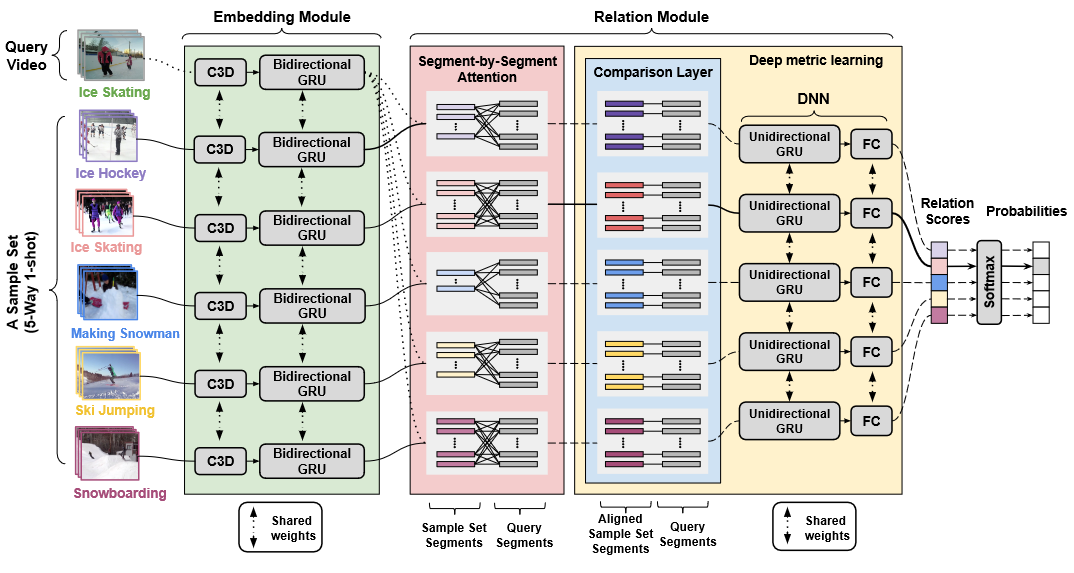 Embedding Module
Relation Module
Query
Video
Ice Skating
A Sample Set
(5-Way 1-shot)
Ice Hockey
Ice Skating
Making Snowman
Ski Jumping
Snowboarding
C3D
Bidirectional
GRU
C3D
Bidirectional
GRU
C3D
Bidirectional
GRU
C3D
Bidirectional
GRU
C3D
Bidirectional
GRU
C3D
Bidirectional
GRU
Shared
weights
Segment-by-Segment
Attention
Sample Set
Segments
Query
Segments
Comparison Layer
Aligned
Sample Set
Segments
Query
Segments
Deep metric learning
DNN
Unidirectional
GRU
FC
Unidirectional
GRU
FC
Unidirectional
GRU
FC
Unidirectional
GRU
FC
Unidirectional
GRU
FC
Shared
weights
Relation
Scores
Softmax
Probabilities